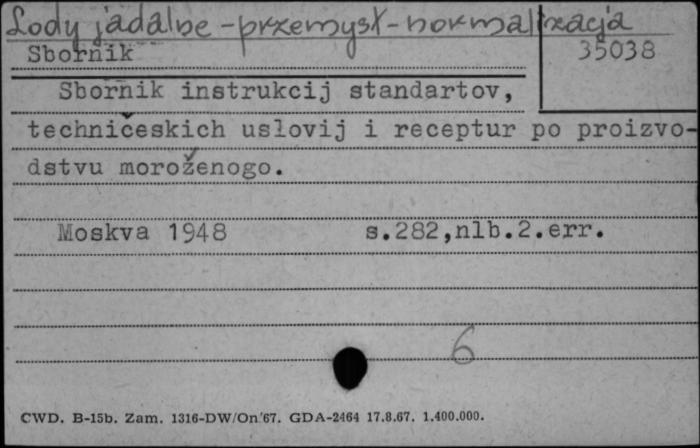 Lody jadalne - przemysł - normalizacja
Sbornik
35038
Sbornik instrukcij standartov,
techničeskich uslovij i receptur po proizvo-
dstvu moroženogo.
Moskva 1948 s.282,nlb.2.err.
6
CWD. B-15b. Zam. 1316-DW/On.'67. GDA-2464 17.8.67. 1.400.000.